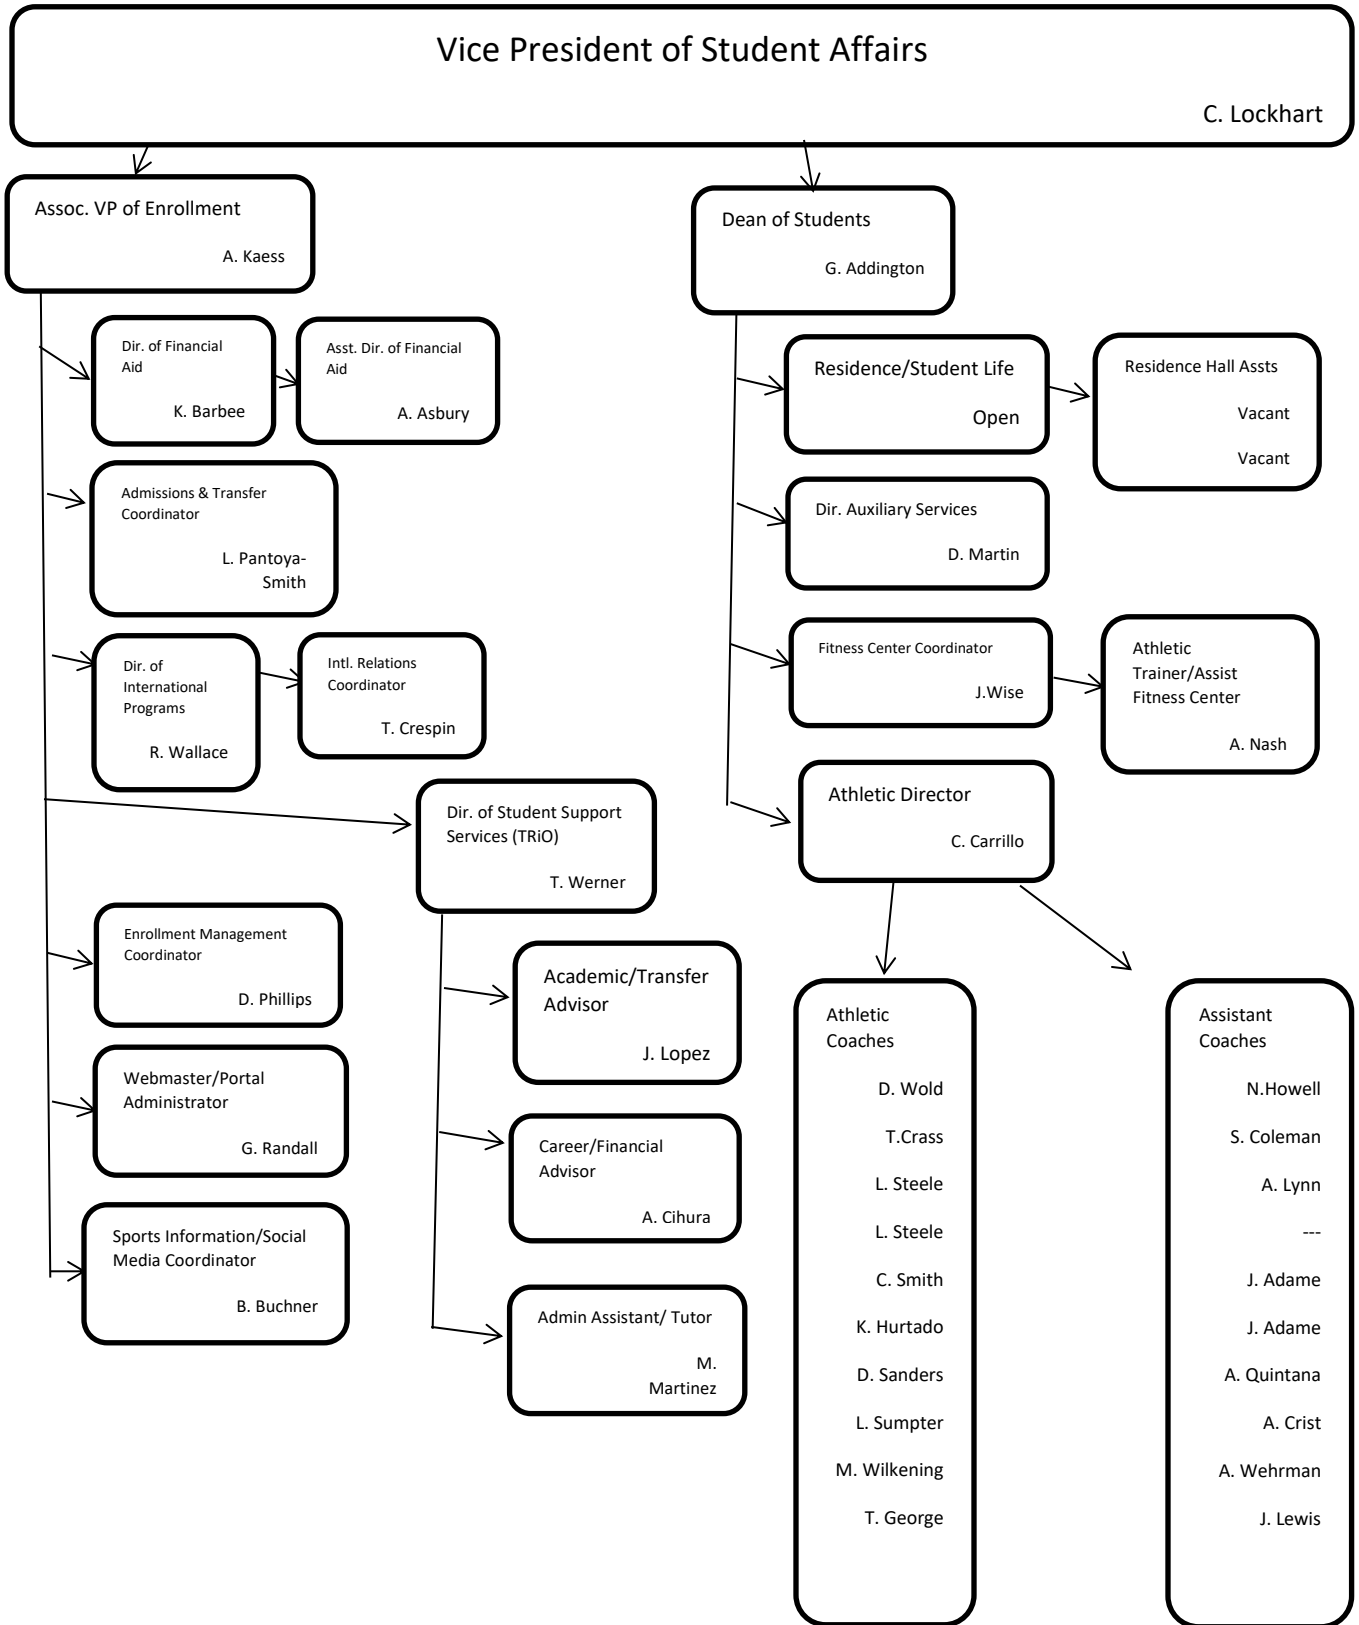 Vice President of Student Affairs
C. Lockhart
Assoc. VP of Enrollment
A. Kaess
Dir. of Financial
Aid
K. Barbee
Asst. Dir. of Financial
Aid
A. Asbury
Admissions & Transfer
Coordinator
L. Pantoya-
Smith
Dir. of
International
Programs
R. Wallace
Intl. Relations
Coordinator
T. Crespin
Dir. of Student Support
Services (TRiO)
T. Werner
Academic/Transfer
Advisor
J. Lopez
Career/Financial
Advisor
A. Cihura
Admin Assistant/ Tutor
M.
Martinez
Enrollment Management
Coordinator
D. Phillips
Webmaster/Portal
Administrator
G. Randall
Sports Information/Social
Media Coordinator
B. Buchner
Dean of Students
G. Addington
Residence/Student Life
Open
Residence Hall Assts
Vacant
Vacant
Dir. Auxiliary Services
D. Martin
Fitness Center Coordinator
J.Wise
Athletic
Trainer/Assist
Fitness Center
A. Nash
Athletic Director
C. Carrillo
Athletic
Coaches
D. Wold
T.Crass
L. Steele
L. Steele
C. Smith
K. Hurtado
D. Sanders
L. Sumpter
M. Wilkening
T. George
Assistant
Coaches
N.Howell
S. Coleman
A. Lynn
---
J. Adame
J. Adame
A. Quintana
A. Crist
A. Wehrman
J. Lewis